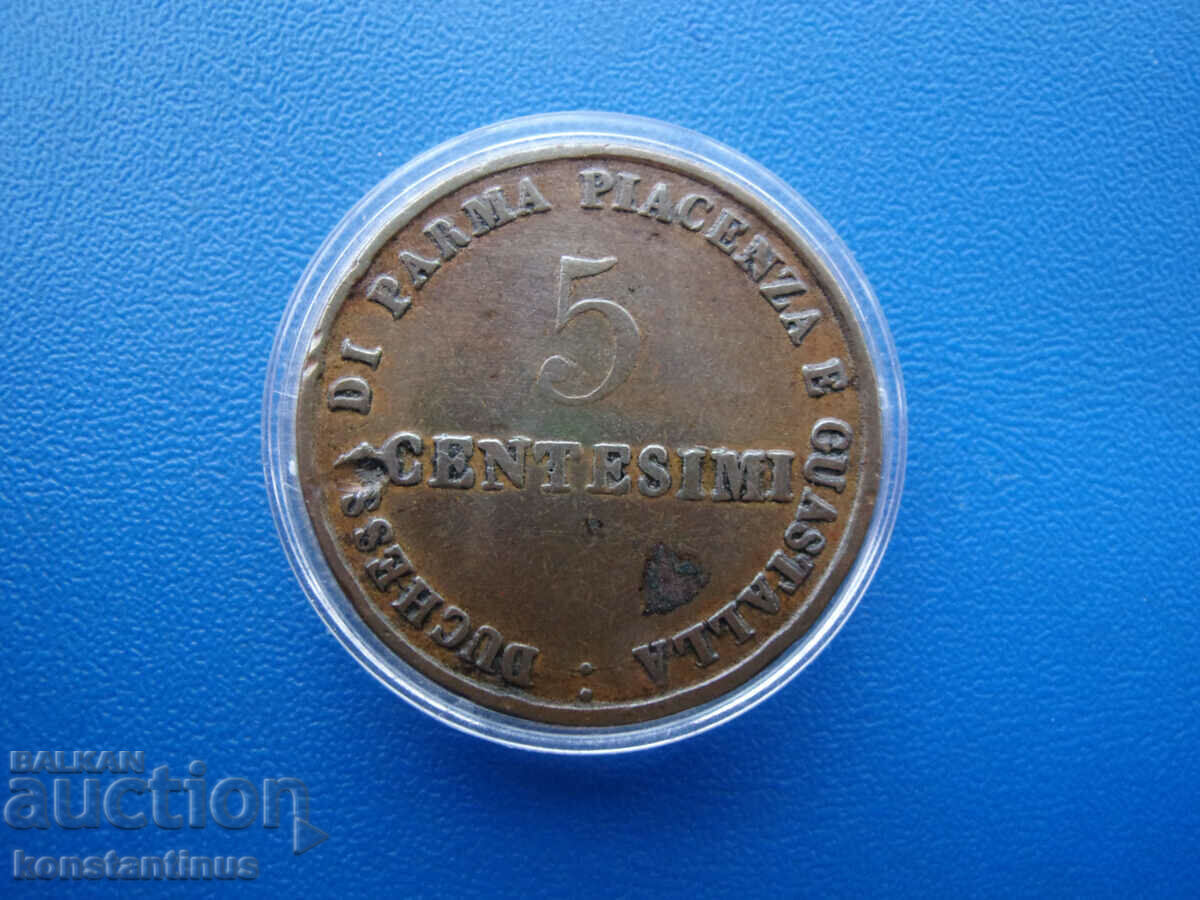 DUCHESSA DI PARMA PIACENZA E GUASTALLA :
5
CENTESIMI
BALKAN
auction
konstantinus